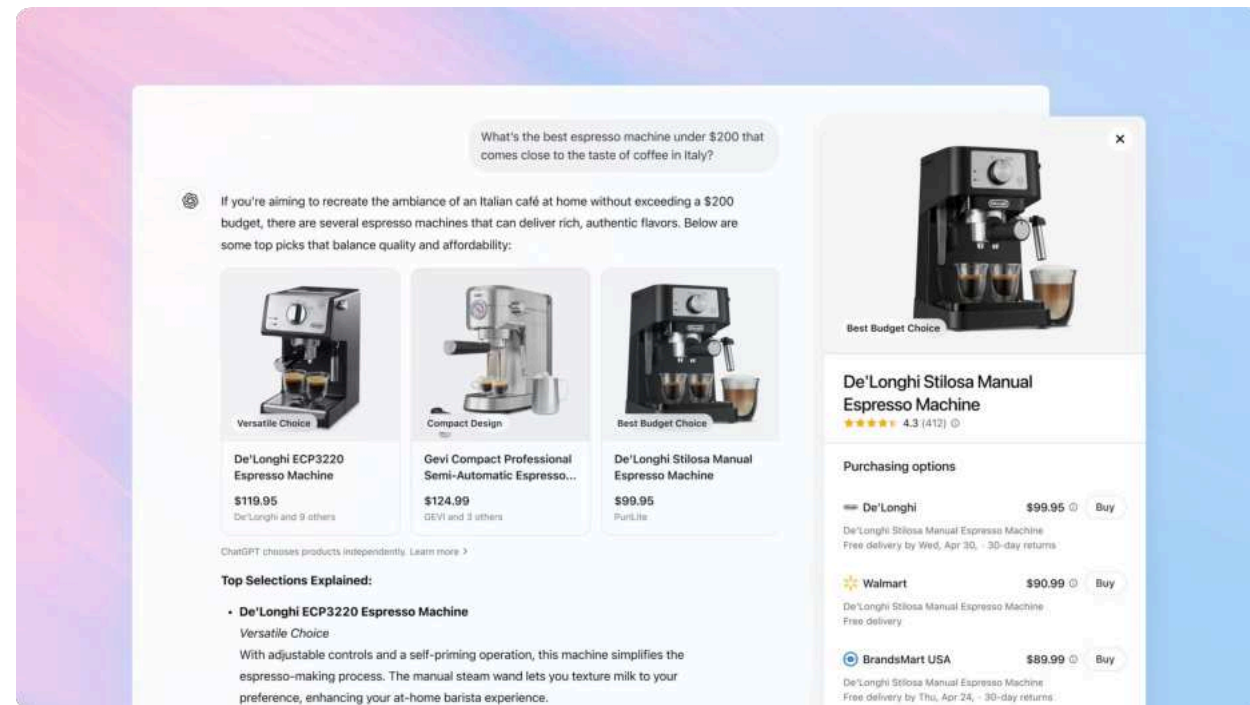 What's the best espresso machine under $200 that
comes close to the taste of coffee in Italy?
If you're aiming to recreate the ambiance of an Italian café at home without exceeding a $200
budget, there are several espresso machines that can deliver rich, authentic flavors. Below are
some top picks that balance quality and affordability:
Versatile Choice
De'Longhi ECP3220
Espresso Machine
$119.95
De'Longhi and 9 others
Compact Design
Gevi Compact Professional
Semi-Automatic Espresso...
$124.99
GEVI and 3 others
Best Budget Choice
De'Longhi Stilosa Manual
Espresso Machine
$99.95
PuriLite
ChatGPT chooses products independently. Learn more >
Top Selections Explained:
• De'Longhi ECP3220 Espresso Machine
Versatile Choice
With adjustable controls and a self-priming operation, this machine simplifies the
espresso-making process. The manual steam wand lets you texture milk to your
preference, enhancing your at-home barista experience.
Best Budget Choice
De'Longhi Stilosa Manual
Espresso Machine
4.3 (412)
Purchasing options
De'Longhi $99.95 Buy
De'Longhi Stilosa Manual Espresso Machine
Free delivery by Wed, Apr 30, · 30-day returns
Walmart $90.99 Buy
De'Longhi Stilosa Manual Espresso Machine
Free delivery
BrandsMart USA $89.99 Buy
De'Longhi Stilosa Manual Espresso Machine
Free delivery by Thu, Apr 24, · 30-day returns